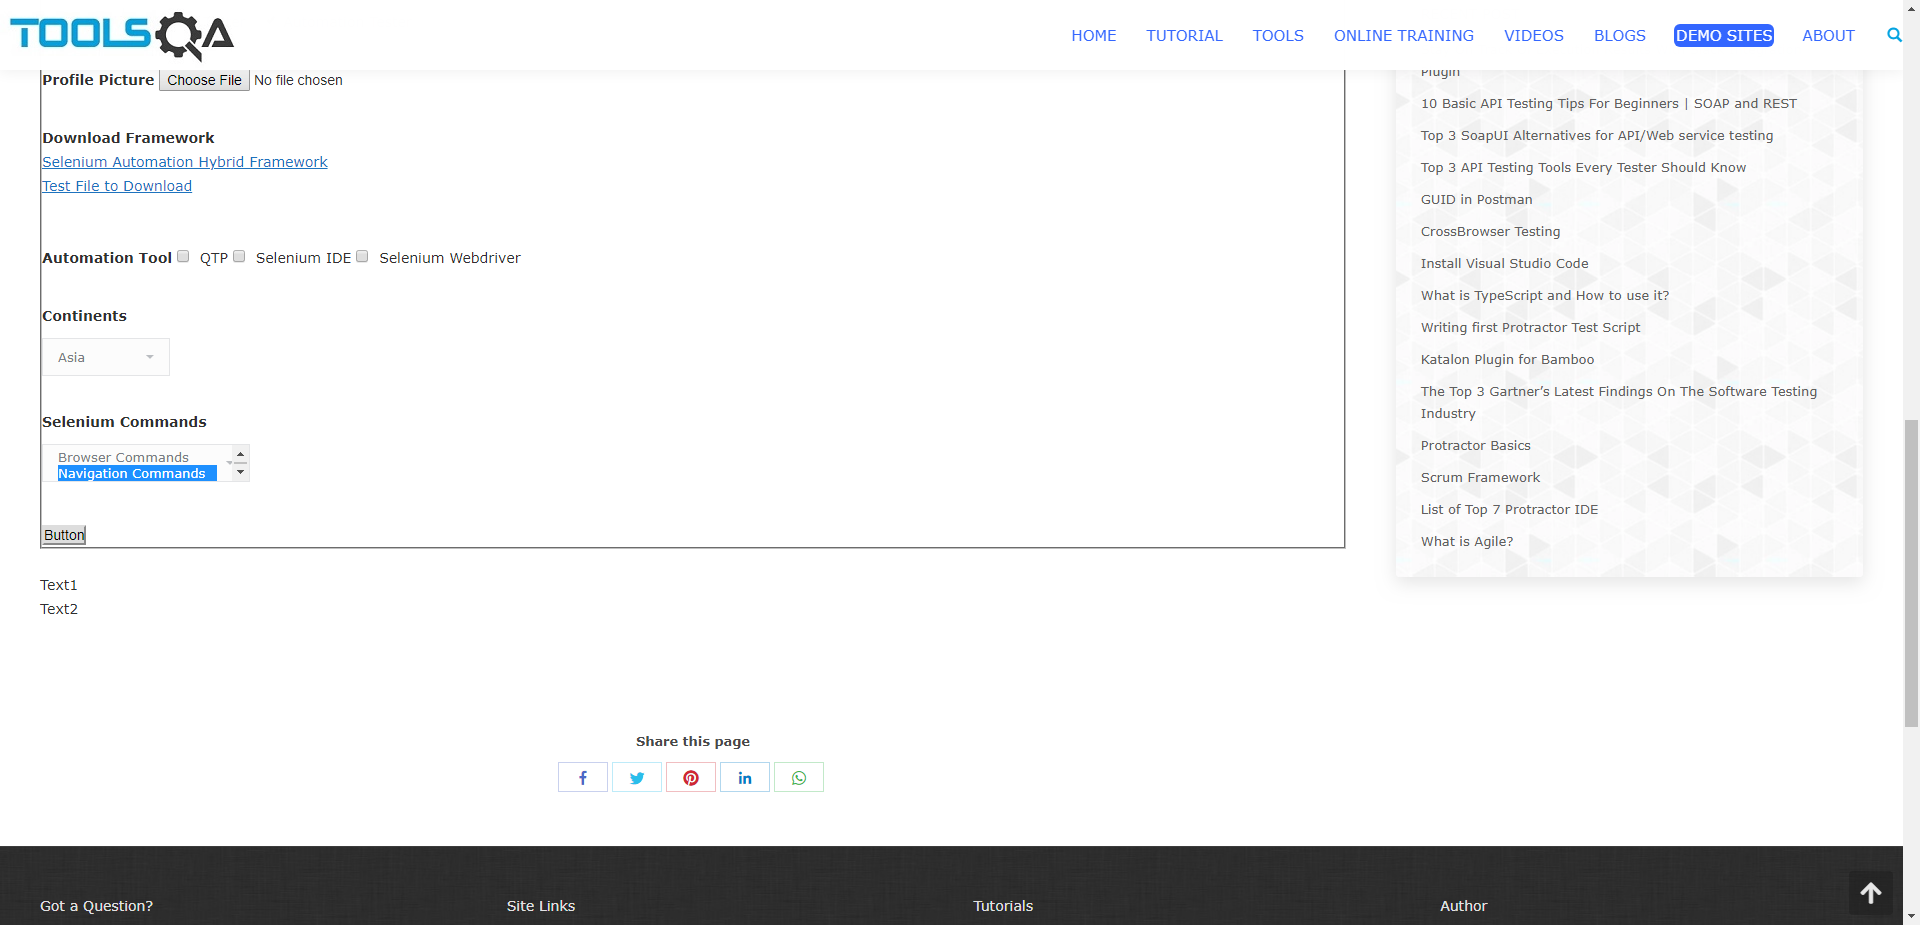 TOOLSQA
HOME TUTORIAL TOOLS ONLINE TRAINING VIDEOS BLOGS DEMO SITES ABOUT
Profile Picture Choose File No file chosen
Download Framework
Selenium Automation Hybrid Framework
Test File to Download
Automation Tool QTP Selenium IDE Selenium Webdriver
Continents
Asia
Selenium Commands
Browser Commands
Navigation Commands
Button
Text1
Text2
Share this page
Plugin
10 Basic API Testing Tips For Beginners | SOAP and REST
Top 3 SoapUI Alternatives for API/Web service testing
Top 3 API Testing Tools Every Tester Should Know
GUID in Postman
CrossBrowser Testing
Install Visual Studio Code
What is TypeScript and How to use it?
Writing first Protractor Test Script
Katalon Plugin for Bamboo
The Top 3 Gartner’s Latest Findings On The Software Testing
Industry
Protractor Basics
Scrum Framework
List of Top 7 Protractor IDE
What is Agile?
Got a Question?
Site Links
Tutorials
Author